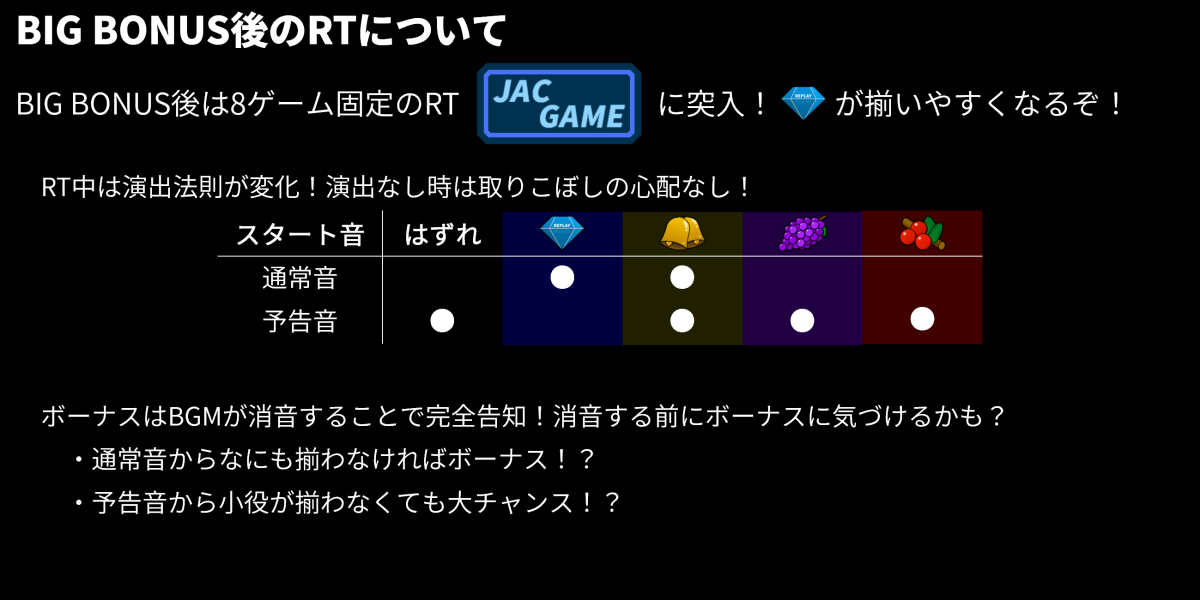 BIG BONUS後のRTについて
BIG BONUS後は8ゲーム固定のRT JAC GAME に突入！ REPLAY が揃いやすくなるぞ！
RT中は演出法則が変化！演出なし時は取りこぼしの心配なし！
スタート音 はずれ REPLAY
通常音 ● ●
予告音 ● ● ● ●
ボーナスはBGMが消音することで完全告知！消音する前にボーナスに気づけるかも？
・通常音からなにも揃わなければボーナス！？
・予告音から小役が揃わなくても大チャンス！？